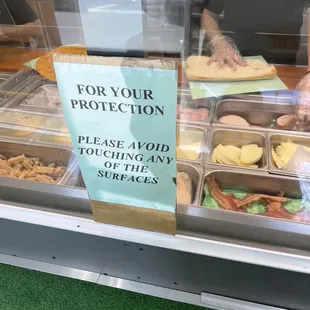 FOR YOUR
PROTECTION
PLEASE AVOID
TOUCHING ANY
OF THE
SURFACES